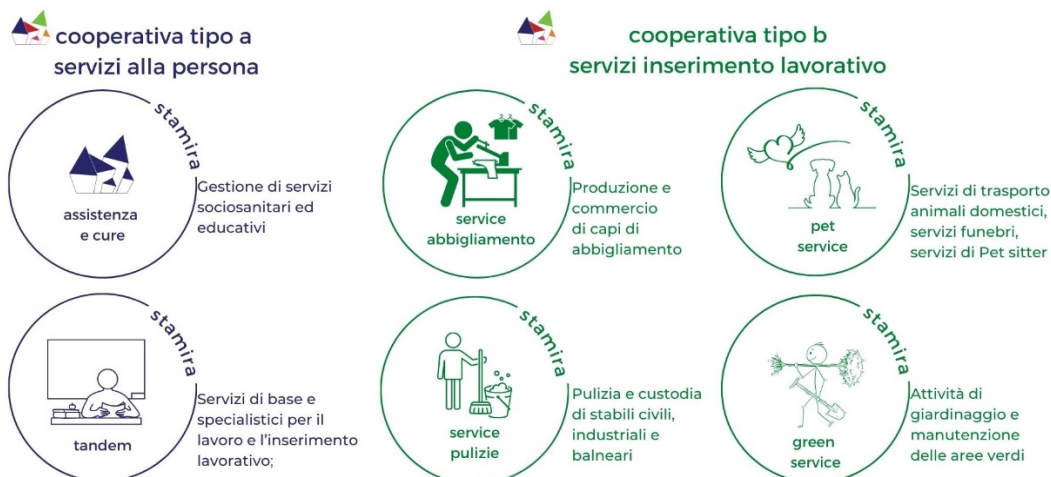 cooperativa tipo a
servizi alla persona
stamira
assistenza
e cure
Gestione di servizi
sociosanitari ed
educativi
stamira
tandem
Servizi di base e
specialistici per il
lavoro e l'inserimento
lavorativo;
cooperativa tipo b
servizi inserimento lavorativo
stamira
service
abbigliamento
Produzione e
commercio
di capi di
abbigliamento
stamira
pet
service
Servizi di trasporto
animali domestici,
servizi funebri,
servizi di Pet sitter
stamira
service
pulizie
Pulizia e custodia
di stabili civili,
industriali e
balneari
stamira
green
service
Attività di
giardinaggio e
manutenzione
delle aree verdi